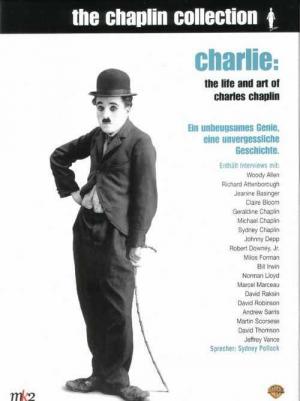 the chaplin collection
charlie:
the life and art of
charles chaplin
Ein unbeugsames Genie,
eine unvergessliche
Geschichte.
Enthält Interviews mit:
Woody Allen
Richard Attenborough
Jeanine Basinger
Claire Bloom
Geraldine Chaplin
Michael Chaplin
Sydney Chaplin
Johnny Depp
Robert Downey, Jr.
Milos Forman
Bill Irwin
Norman Lloyd
Marcel Marceau
David Raksin
David Robinson
Andrew Sarris
Martin Scorsese
David Thomson
Jeffrey Vance
Sprecher: Sydney Pollack
mk2